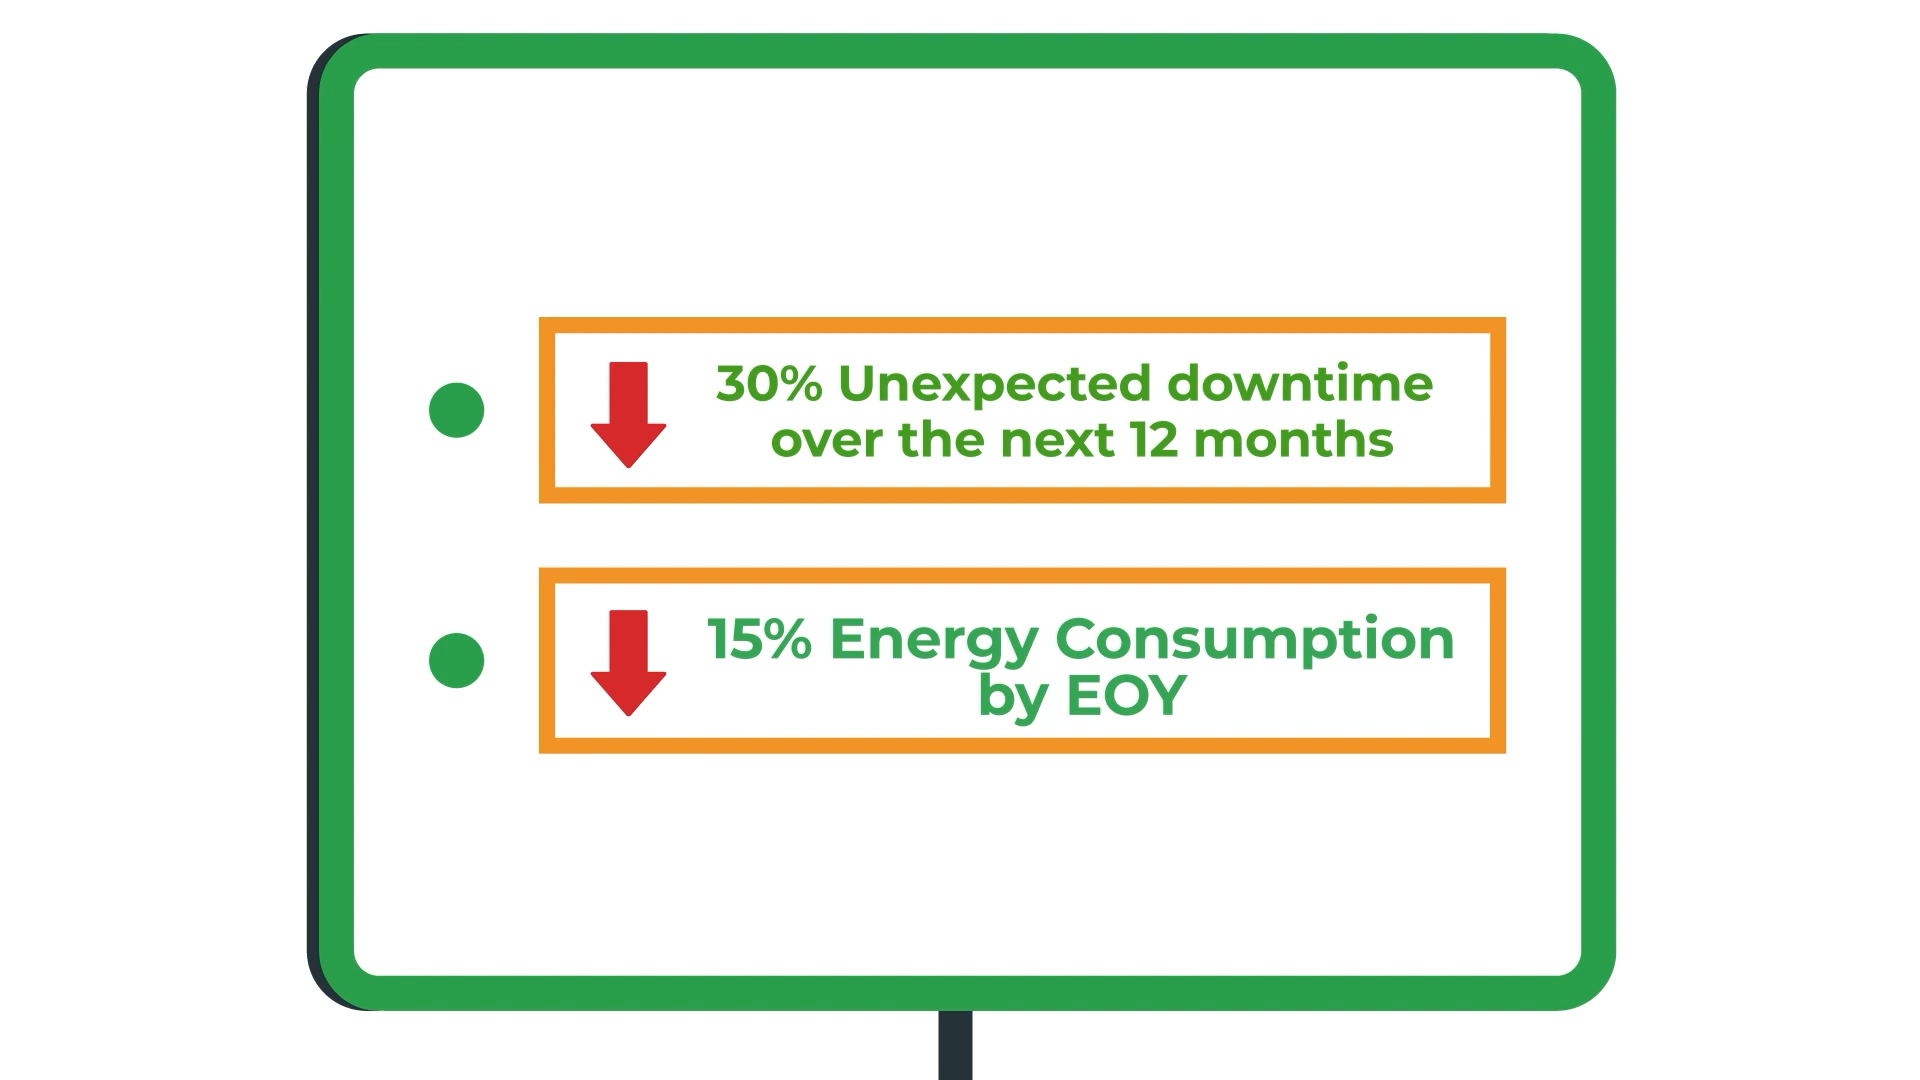 30% Unexpected downtime
over the next 12 months
15% Energy Consumption
by EOY